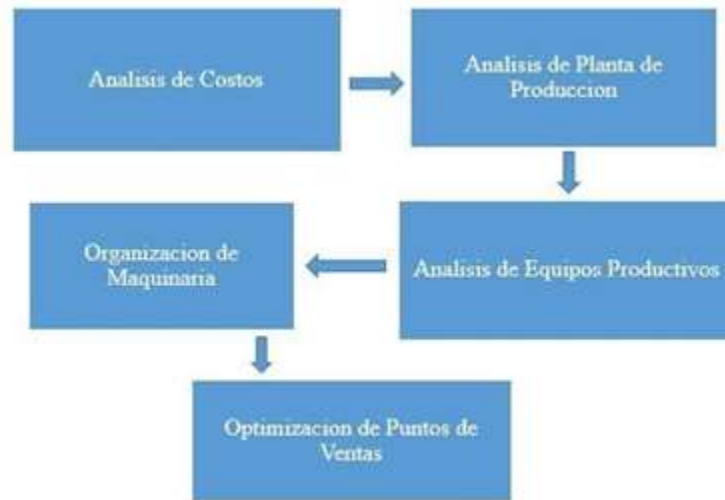 Analisis de Costos
Analisis de Planta de
Produccion
Analisis de Equipos Productivos
Organizacion de
Maquinaria
Optimizacion de Puntos de
Ventas